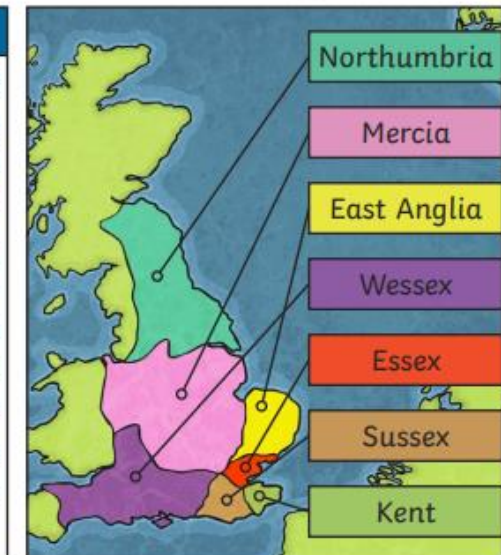 Northumbria
Mercia
East Anglia
Wessex
Essex
Sussex
Kent